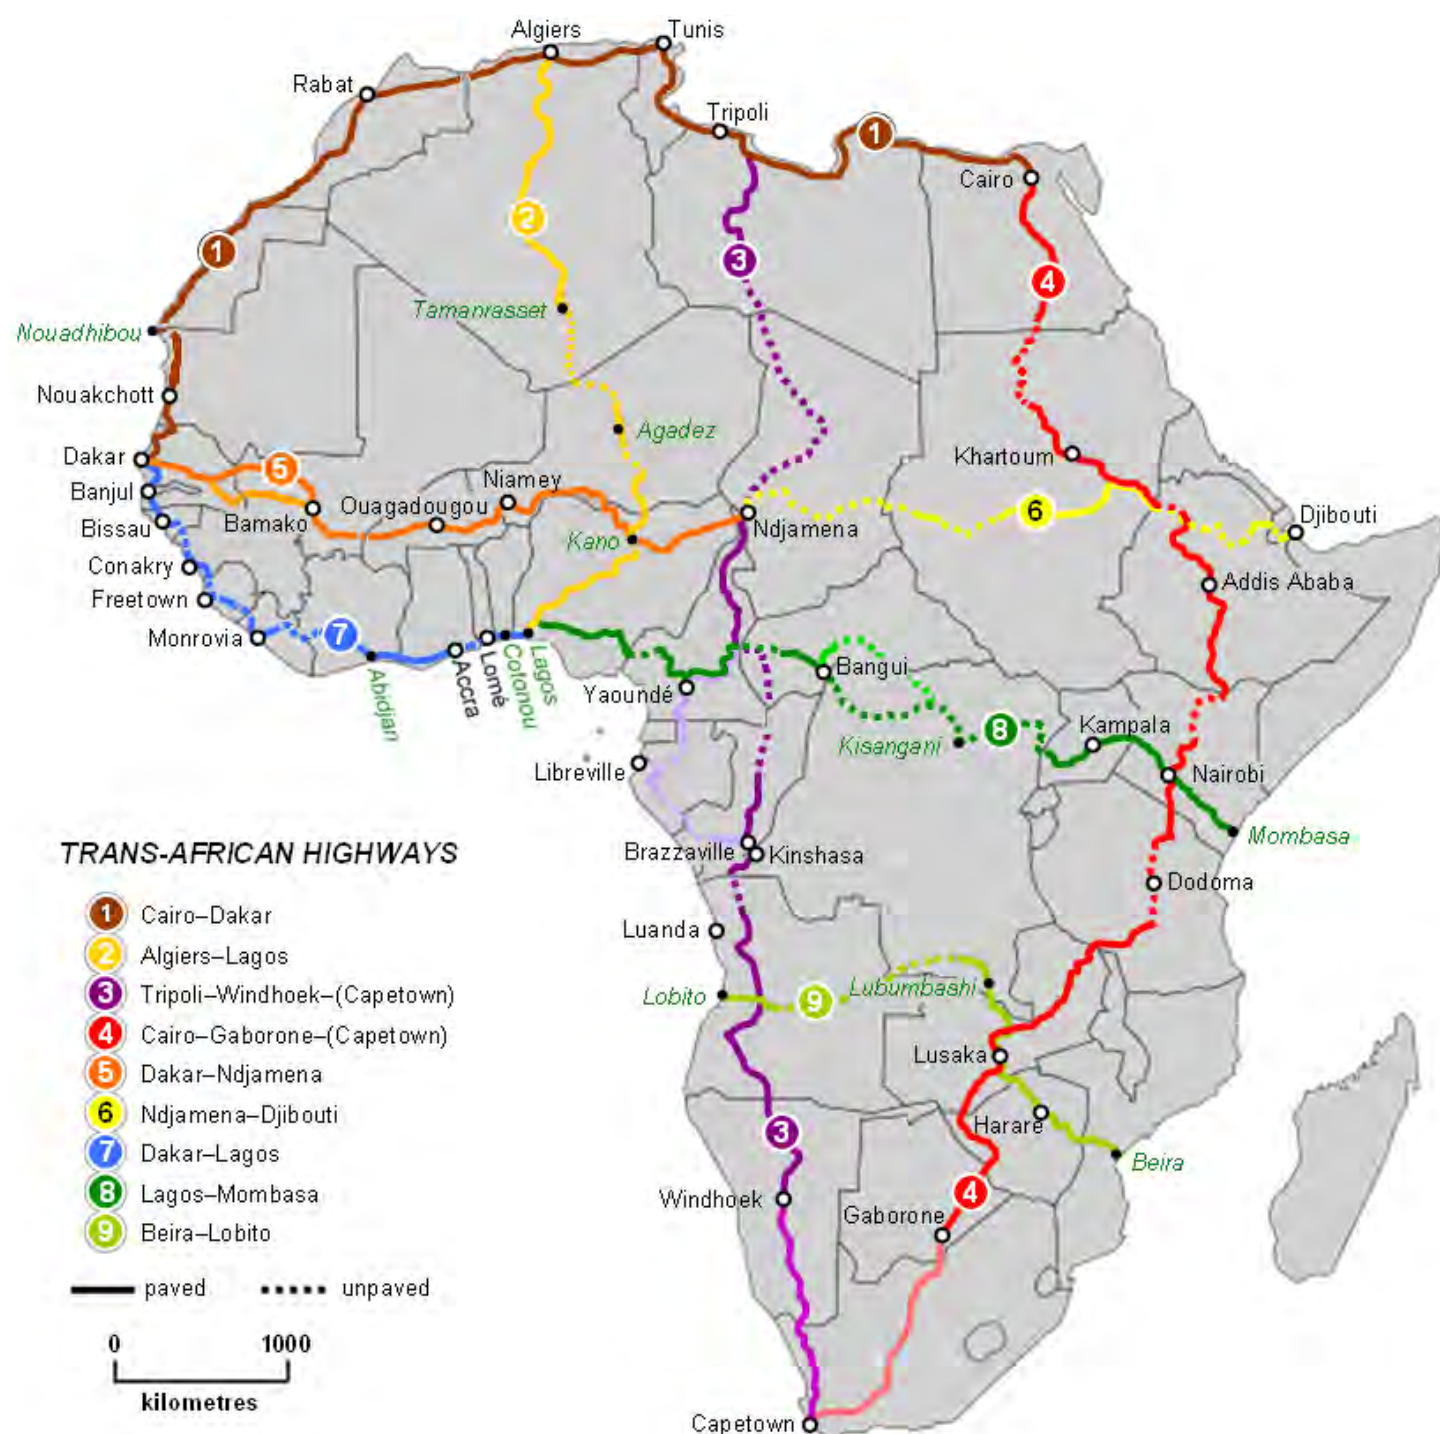 Algiers
Tunis
Rabat
Tripoli
1
Cairo
2
1
3
4
Tamanrasset
Nouadhibou
Nouakchott
Agadez
Dakar
5
Khartoum
Niamey
Banjul
Ouagadougou
6
Djibouti
Bamako
Bissau
Ndjamena
Kano
Conakry
Addis Ababa
Freetown
Monrovia
7
Abidjan
Accra
Lomé
Cotonou
Lagos
Yaoundé
Bangui
Kampala
Kisangani
8
Libreville
Nairobi
Mombasa
Brazzaville
Kinshasa
Dodoma
Luanda
Lobito
9
Lubumbashi
Lusaka
Harare
3
Beira
Windhoek
4
Gaborone
Capetown
TRANS-AFRICAN HIGHWAYS
1 Cairo–Dakar
2 Algiers–Lagos
3 Tripoli–Windhoek–(Capetown)
4 Cairo–Gaborone–(Capetown)
5 Dakar–Ndjamena
6 Ndjamena–Djibouti
7 Dakar–Lagos
8 Lagos–Mombasa
9 Beira–Lobito
paved unpaved
0 1000
kilometres